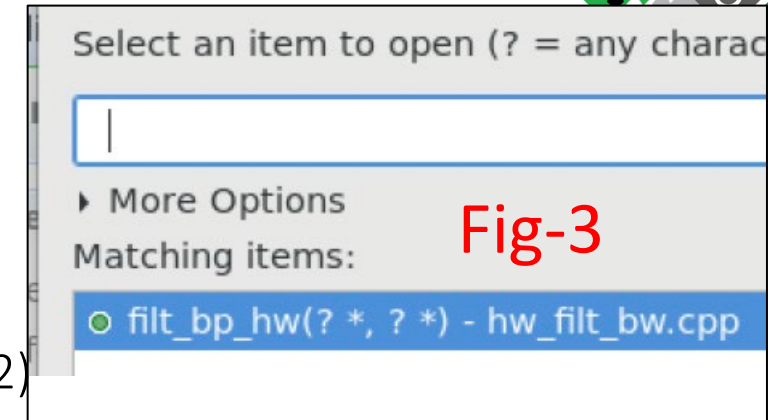 Select an item to open (? = any charac
▸ More Options
Fig-3
Matching items:
filt_bp_hw(? *, ? *) - hw_filt_bw.cpp
2)